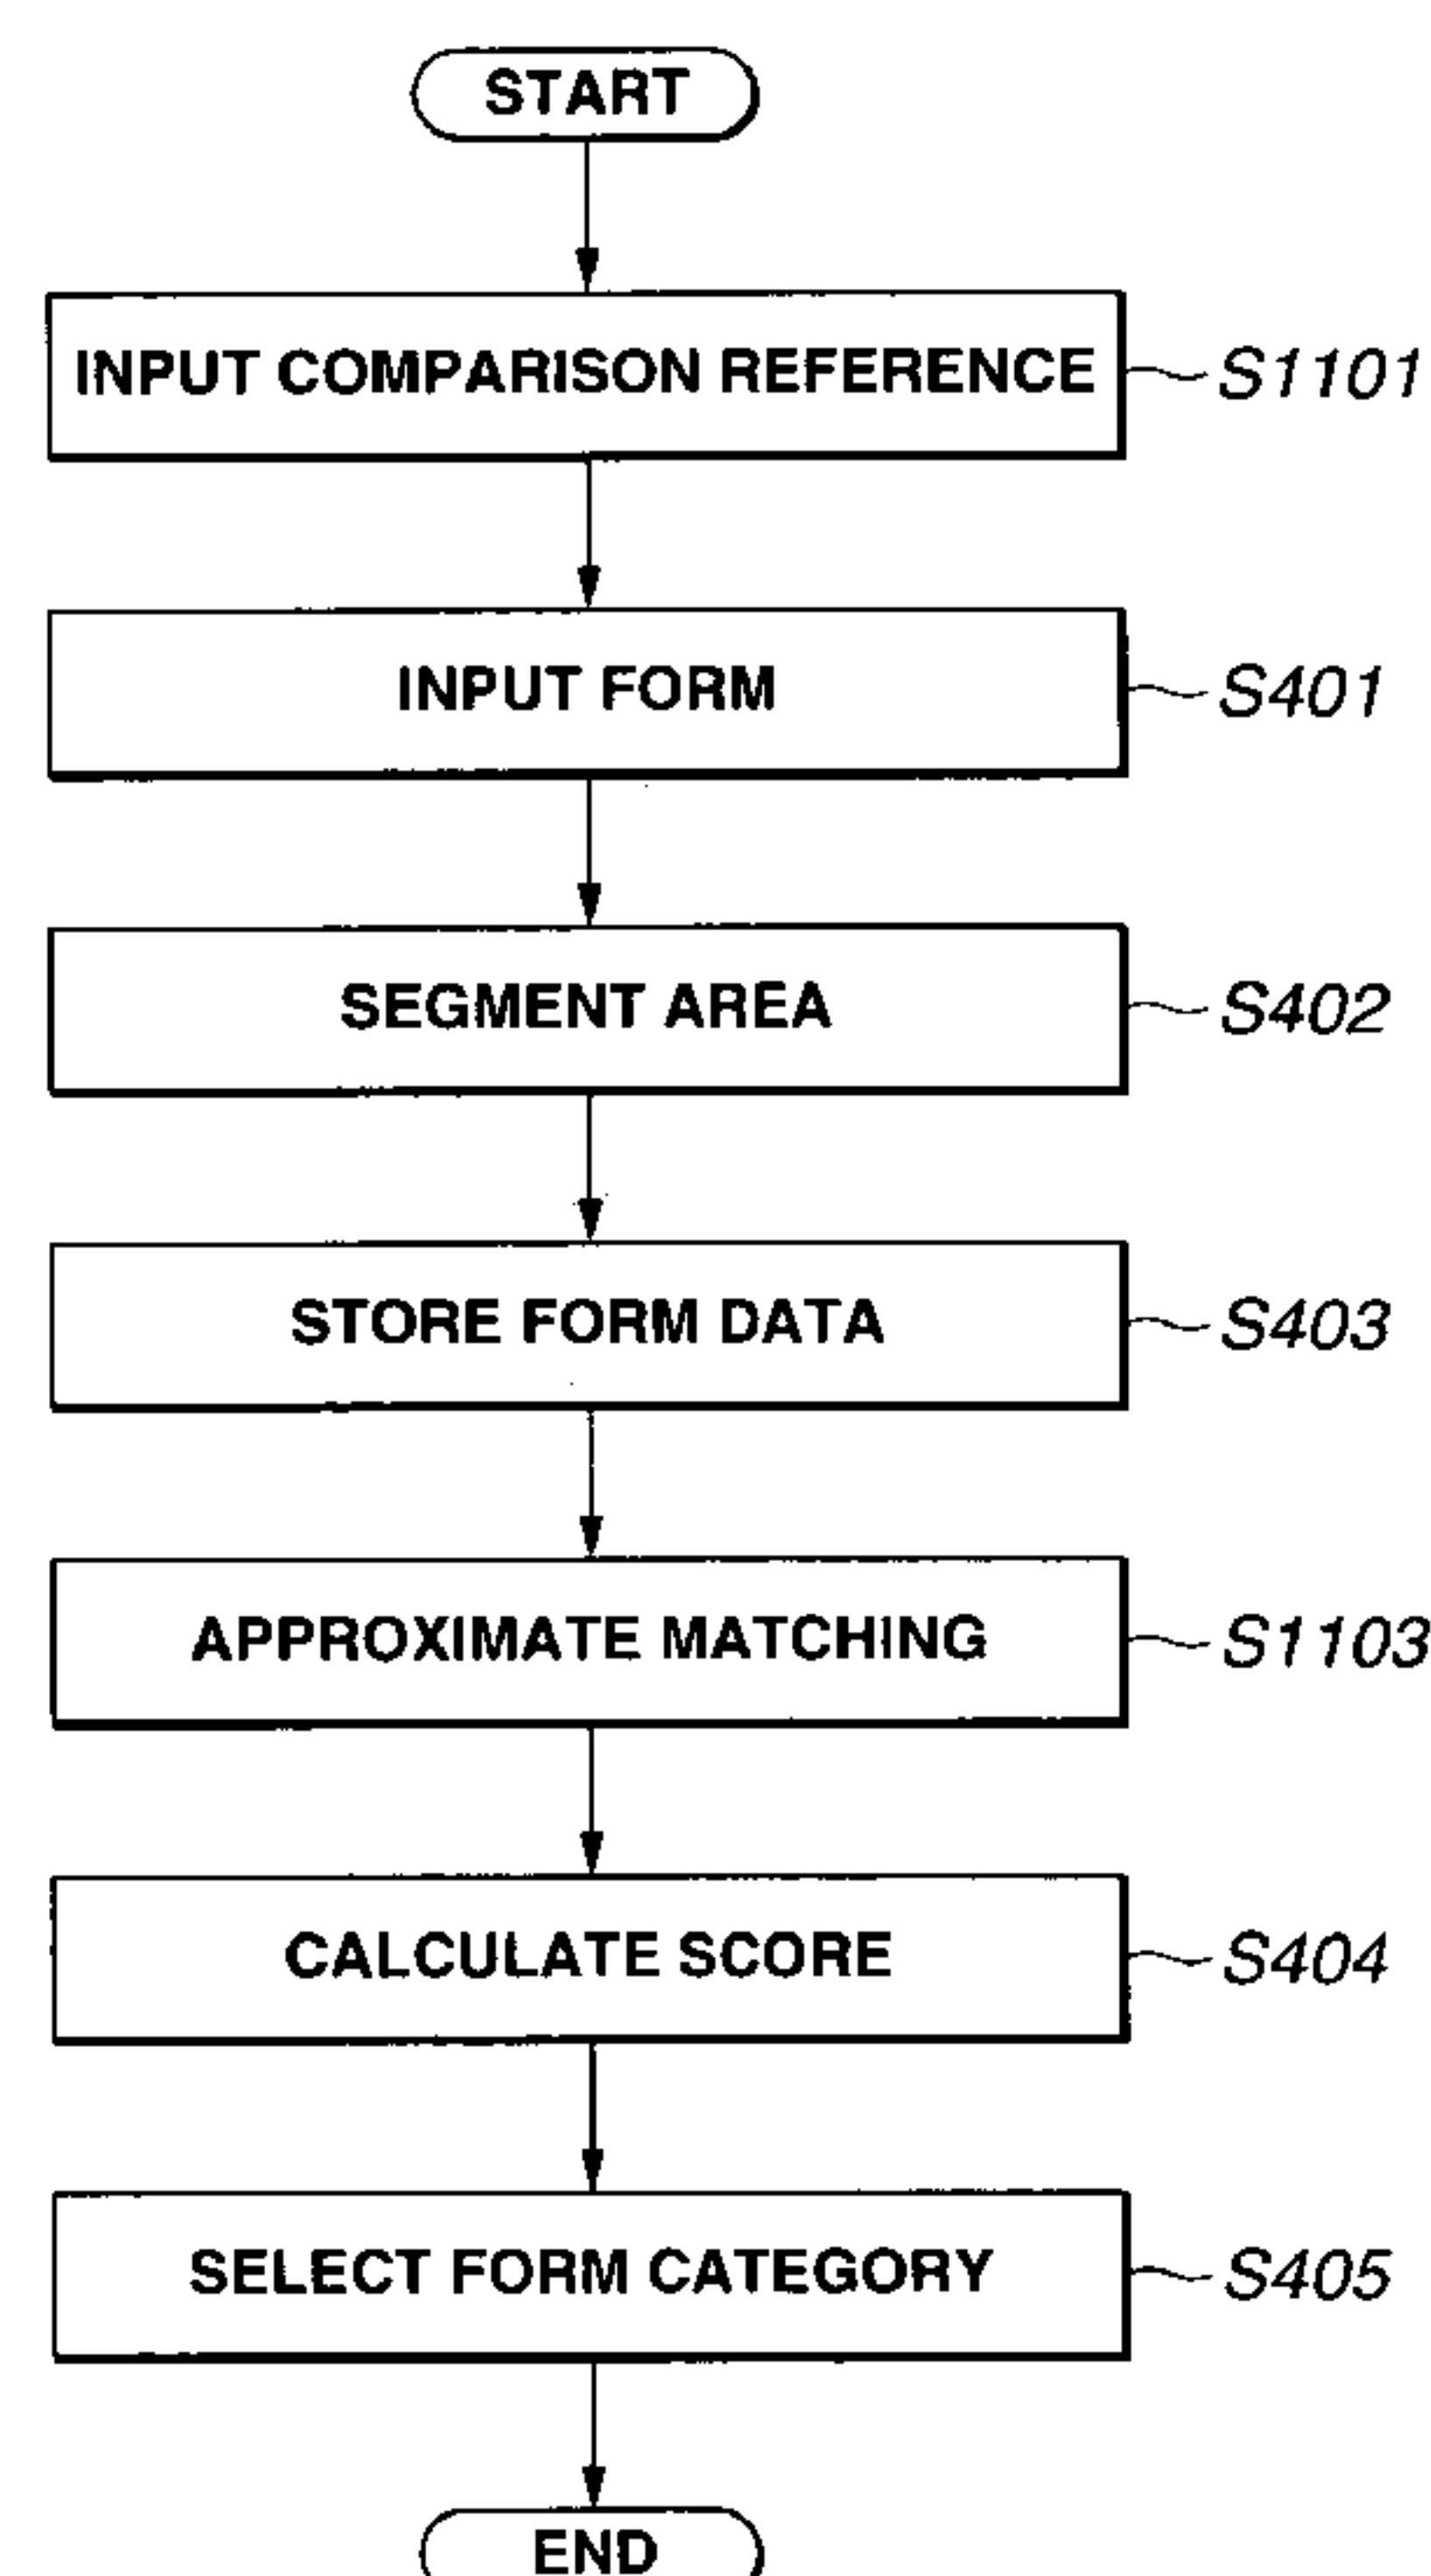 START
INPUT COMPARISON REFERENCE S1101
INPUT FORM S401
SEGMENT AREA S402
STORE FORM DATA S403
APPROXIMATE MATCHING S1103
CALCULATE SCORE S404
SELECT FORM CATEGORY S405
END